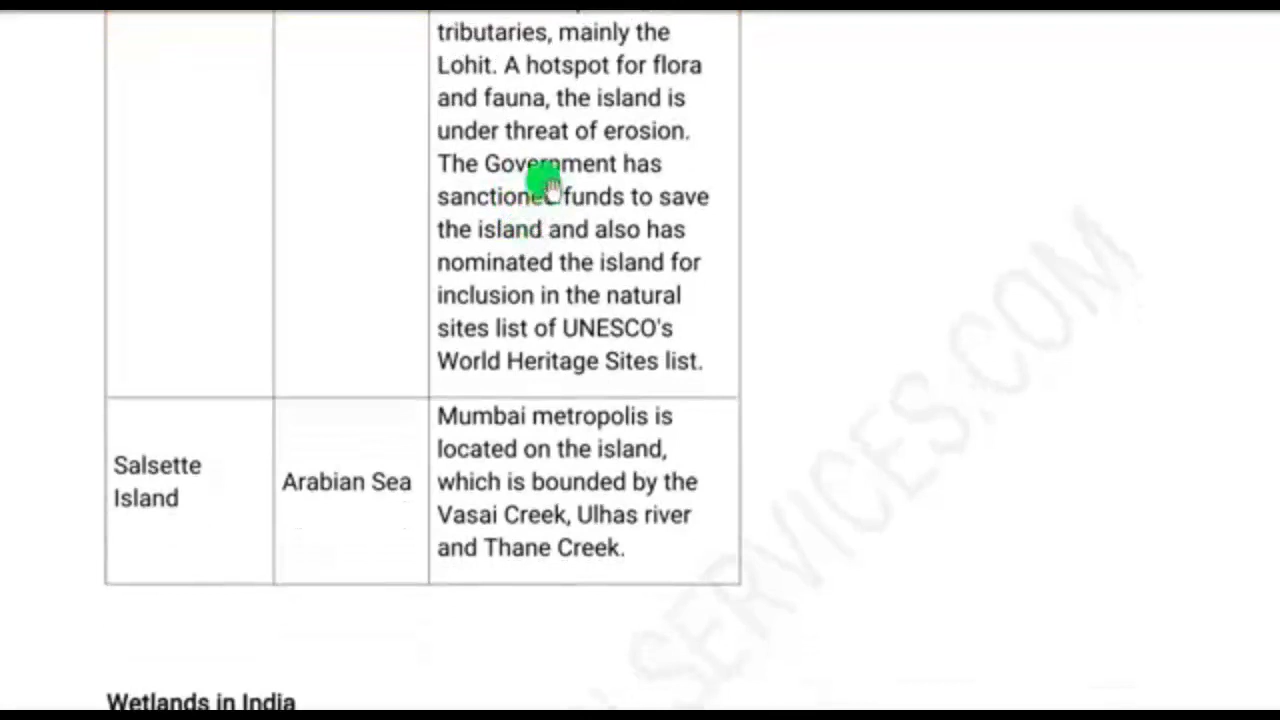 tributaries, mainly the
Lohit. A hotspot for flora
and fauna, the island is
under threat of erosion.
The Government has
sanctioned funds to save
the island and also has
nominated the island for
inclusion in the natural
sites list of UNESCO's
World Heritage Sites list.
Salsette
Island
Arabian Sea
Mumbai metropolis is
located on the island,
which is bounded by the
Vasai Creek, Ulhas river
and Thane Creek.
SERVICES.COM
Wetlands in India